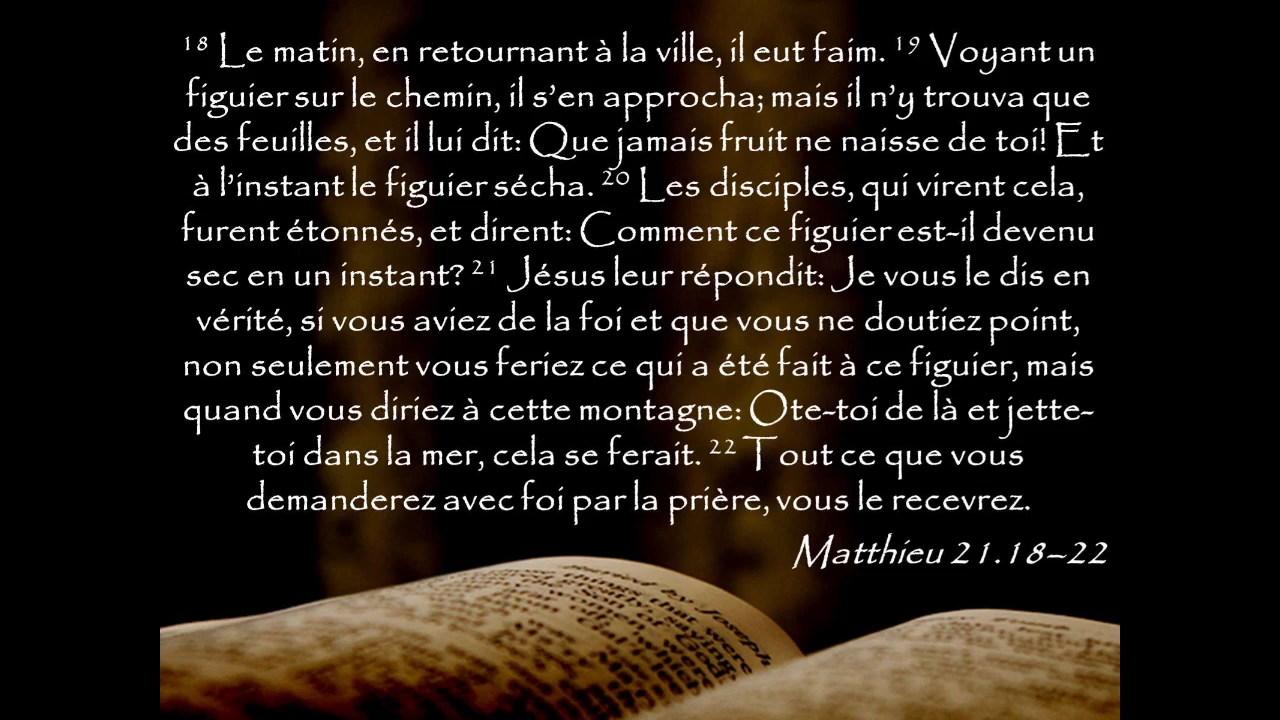 18 Le matin, en retournant à la ville, il eut faim. 19 Voyant un
figuier sur le chemin, il s’en approcha; mais il n’y trouva que
des feuilles, et il lui dit: Que jamais fruit ne naisse de toi! Et
à l’instant le figuier sécha. 20 Les disciples, qui virent cela,
furent étonnés, et dirent: Comment ce figuier est-il devenu
sec en un instant? 21 Jésus leur répondit: Je vous le dis en
vérité, si vous aviez de la foi et que vous ne doutiez point,
non seulement vous feriez ce qui a été fait à ce figuier, mais
quand vous diriez à cette montagne: Ote-toi de là et jette-
toi dans la mer, cela se ferait. 22 Tout ce que vous
demanderez avec foi par la prière, vous le recevrez.
Matthieu 21.18–22
by Joseph
things that were